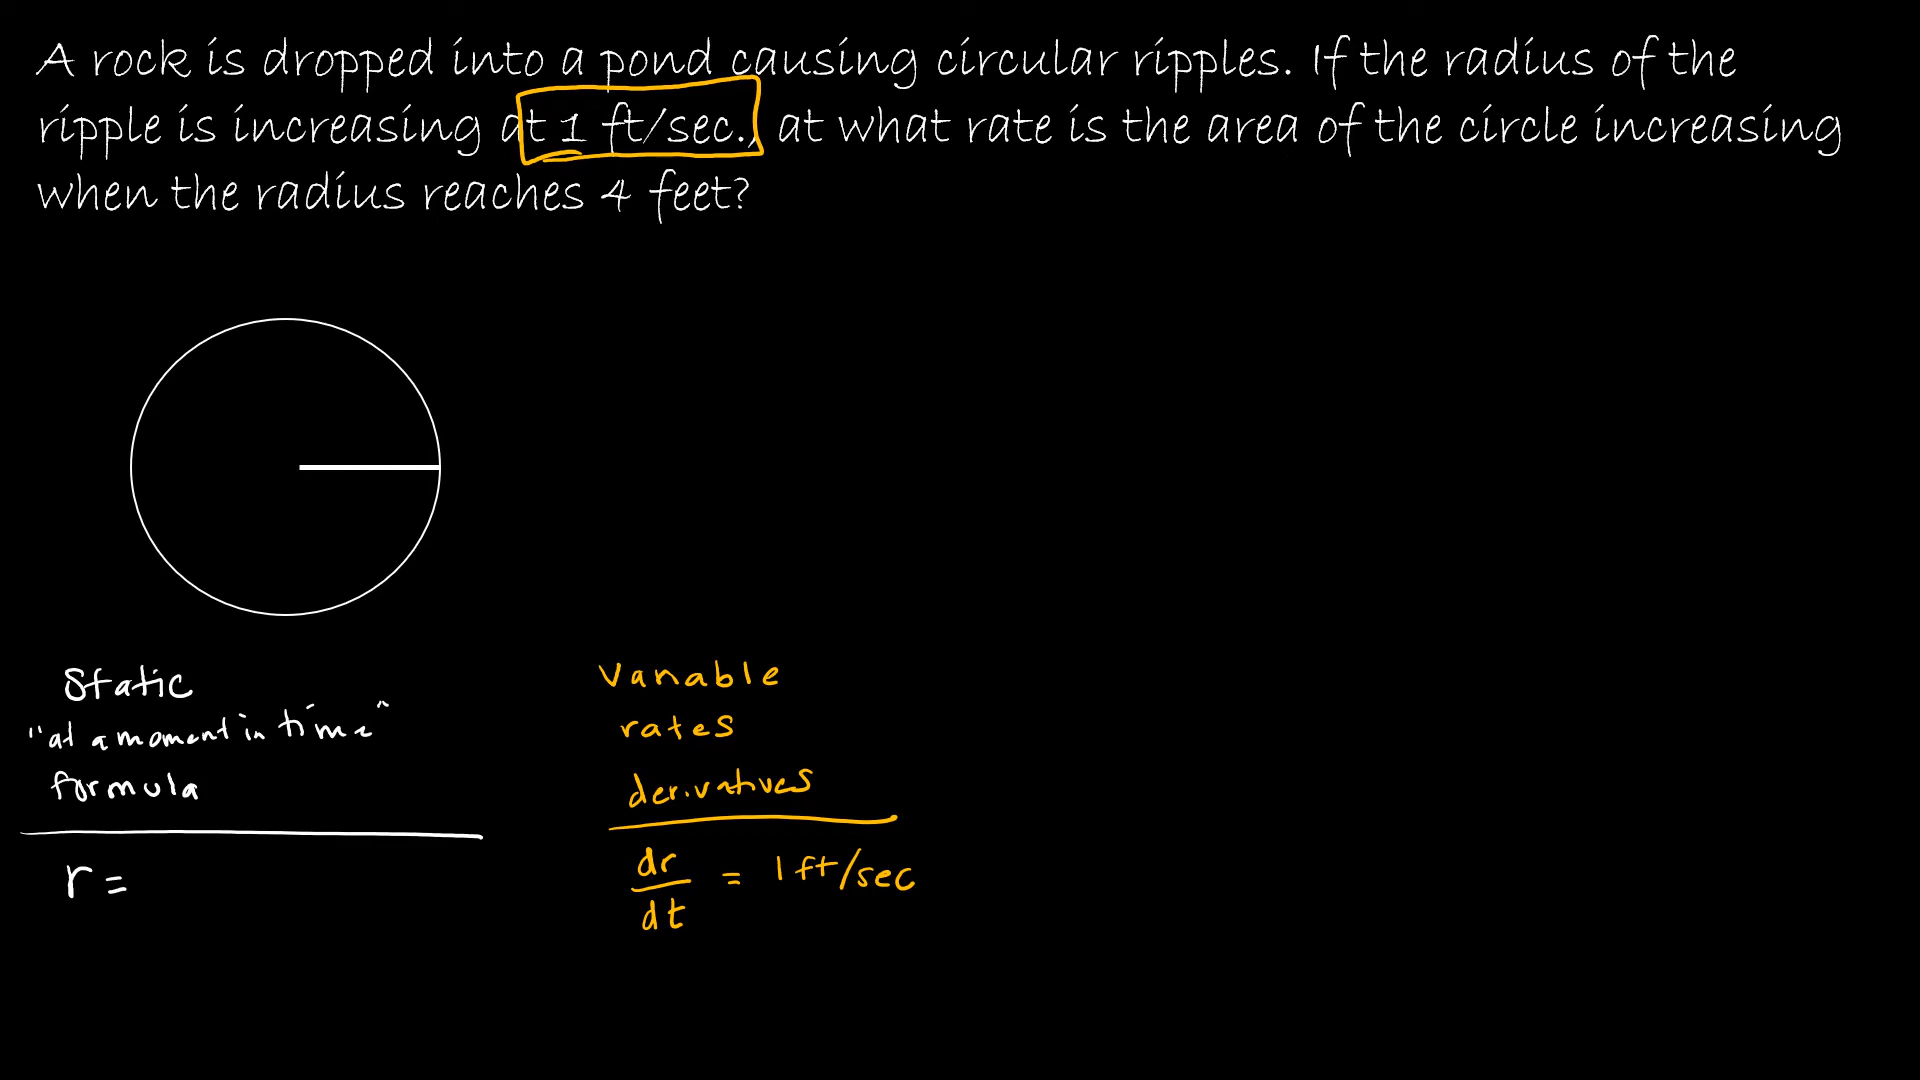 A rock is dropped into a pond causing circular ripples. If the radius of the
ripple is increasing at 1 ft/sec., at what rate is the area of the circle increasing
when the radius reaches 4 feet?
Static
"at a moment in time"
formula
r =
Variable
rates
derivatives
dr/dt = 1 ft/sec